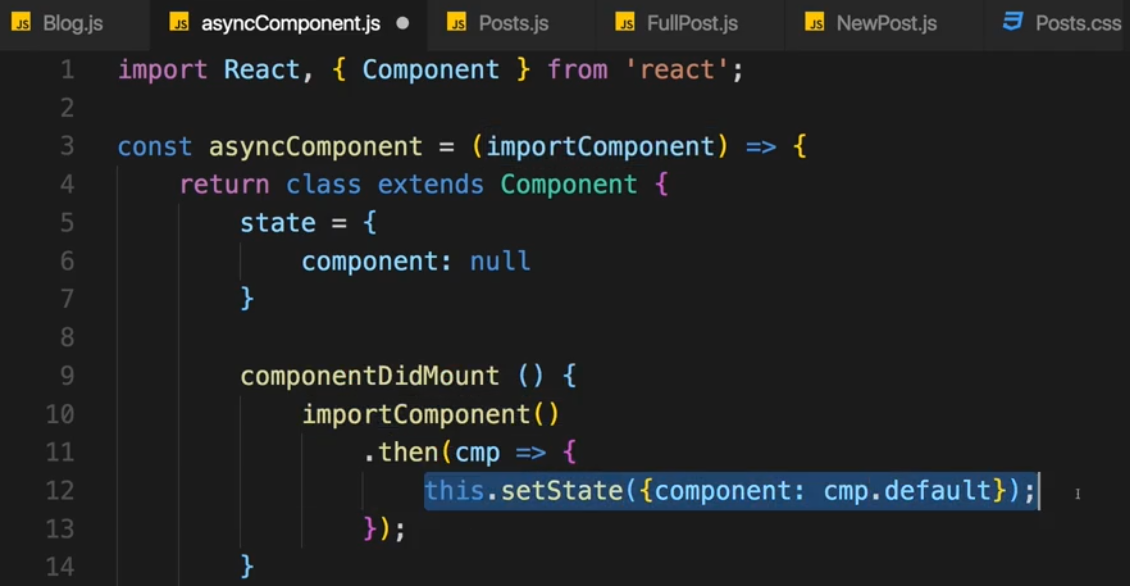 JS Blog.js JS asyncComponent.js JS Posts.js JS FullPost.js JS NewPost.js Posts.css
1 import React, { Component } from 'react';
2
3 const asyncComponent = (importComponent) => {
4 return class extends Component {
5 state = {
6 component: null
7 }
8
9 componentDidMount () {
10 importComponent()
11 .then(cmp => {
12 this.setState({component: cmp.default});
13 });
14 }